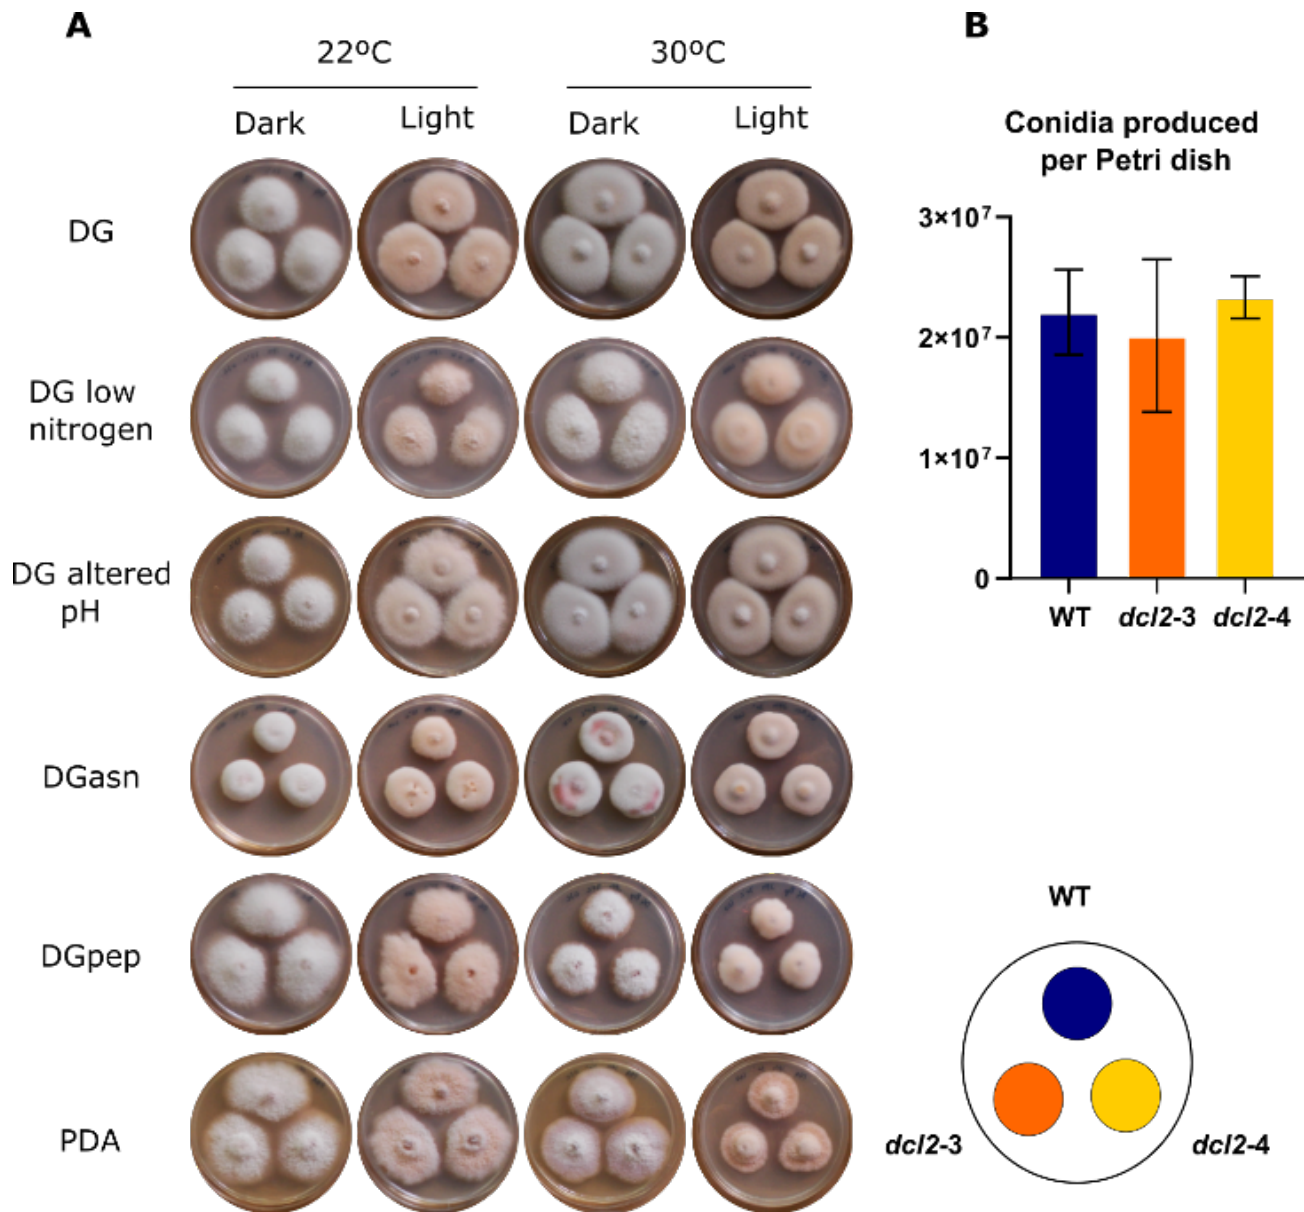 A
22ºC
30ºC
Dark
Light
Dark
Light
DG
DG low
nitrogen
DG altered
pH
DGasn
DGpep
PDA
B
Conidia produced
per Petri dish
3×10⁷
2×10⁷
1×10⁷
0
WT
dcl2-3
dcl2-4
WT
dcl2-3
dcl2-4